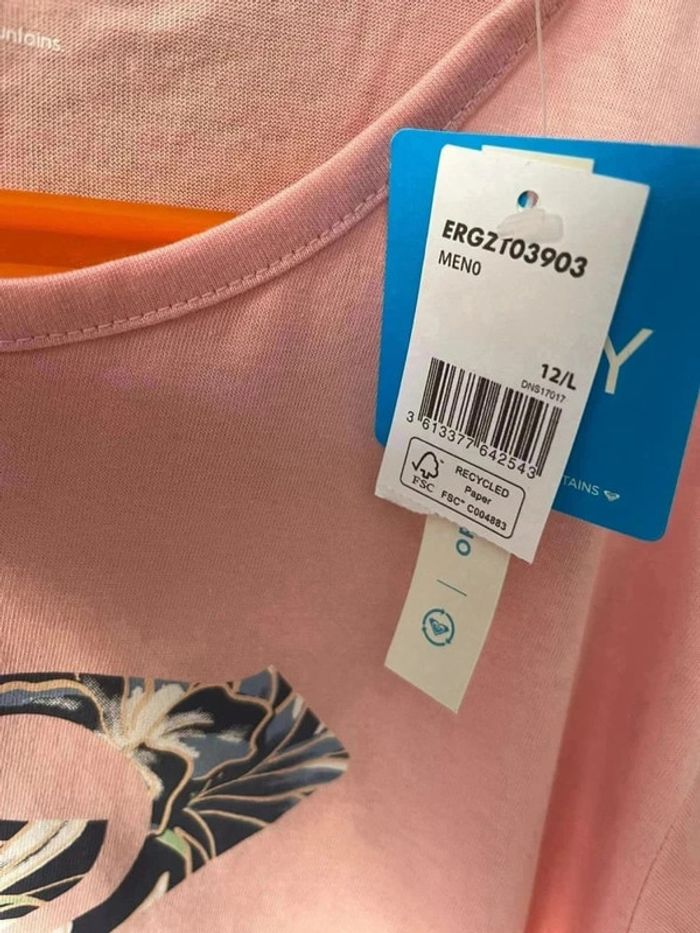 untains.
ERGZT03903
MEN0
12/L
DNS17017
3 613377 642543
FSC
RECYCLED
Paper
FSC® C004883
Y
TAINS